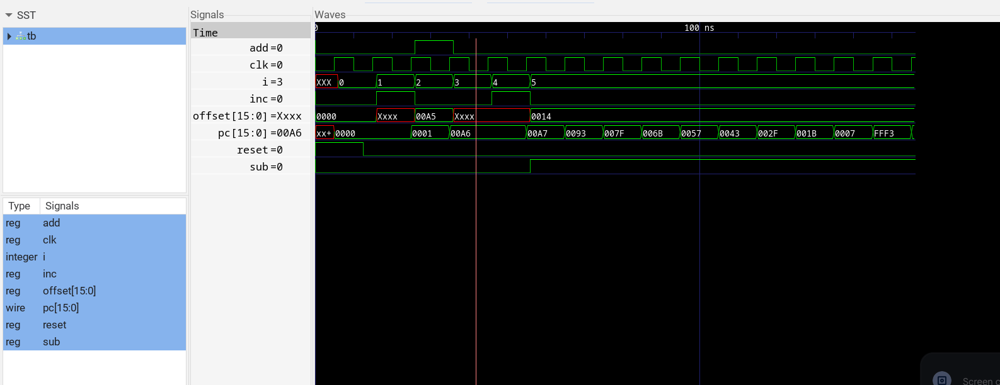 SST
Signals
Waves
tb
Time
0
100 ns
add=0
clk=0
i=3
XXX 0 1 2 3 4 5
inc=0
offset[15:0]=Xxxx
0000 Xxxx 00A5 Xxxx 0014
pc[15:0]=00A6
xx+ 0000 0001 00A6 00A7 0093 007F 006B 0057 0043 002F 001B 0007 FFF3
reset=0
sub=0
Type Signals
reg add
reg clk
integer i
reg inc
reg offset[15:0]
wire pc[15:0]
reg reset
reg sub
Screen